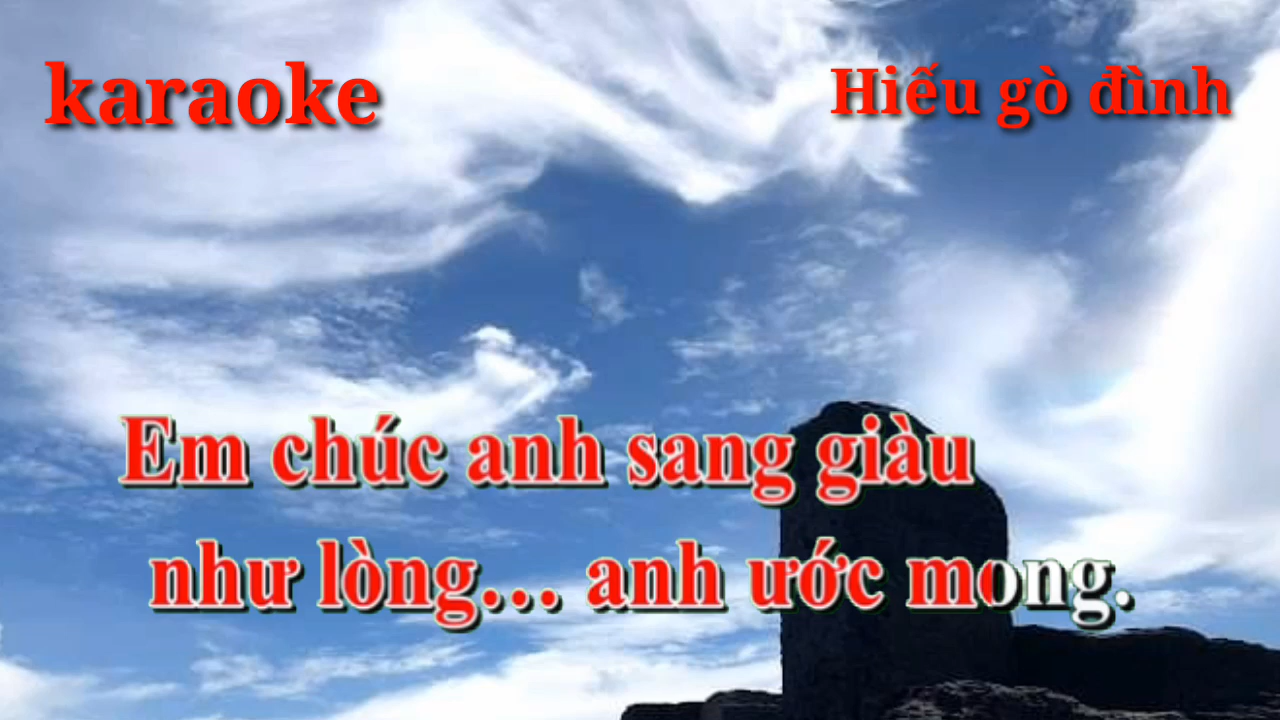 karaoke
Hiếu gò đình
Em chúc anh sang giàu
như lòng... anh ước mong.